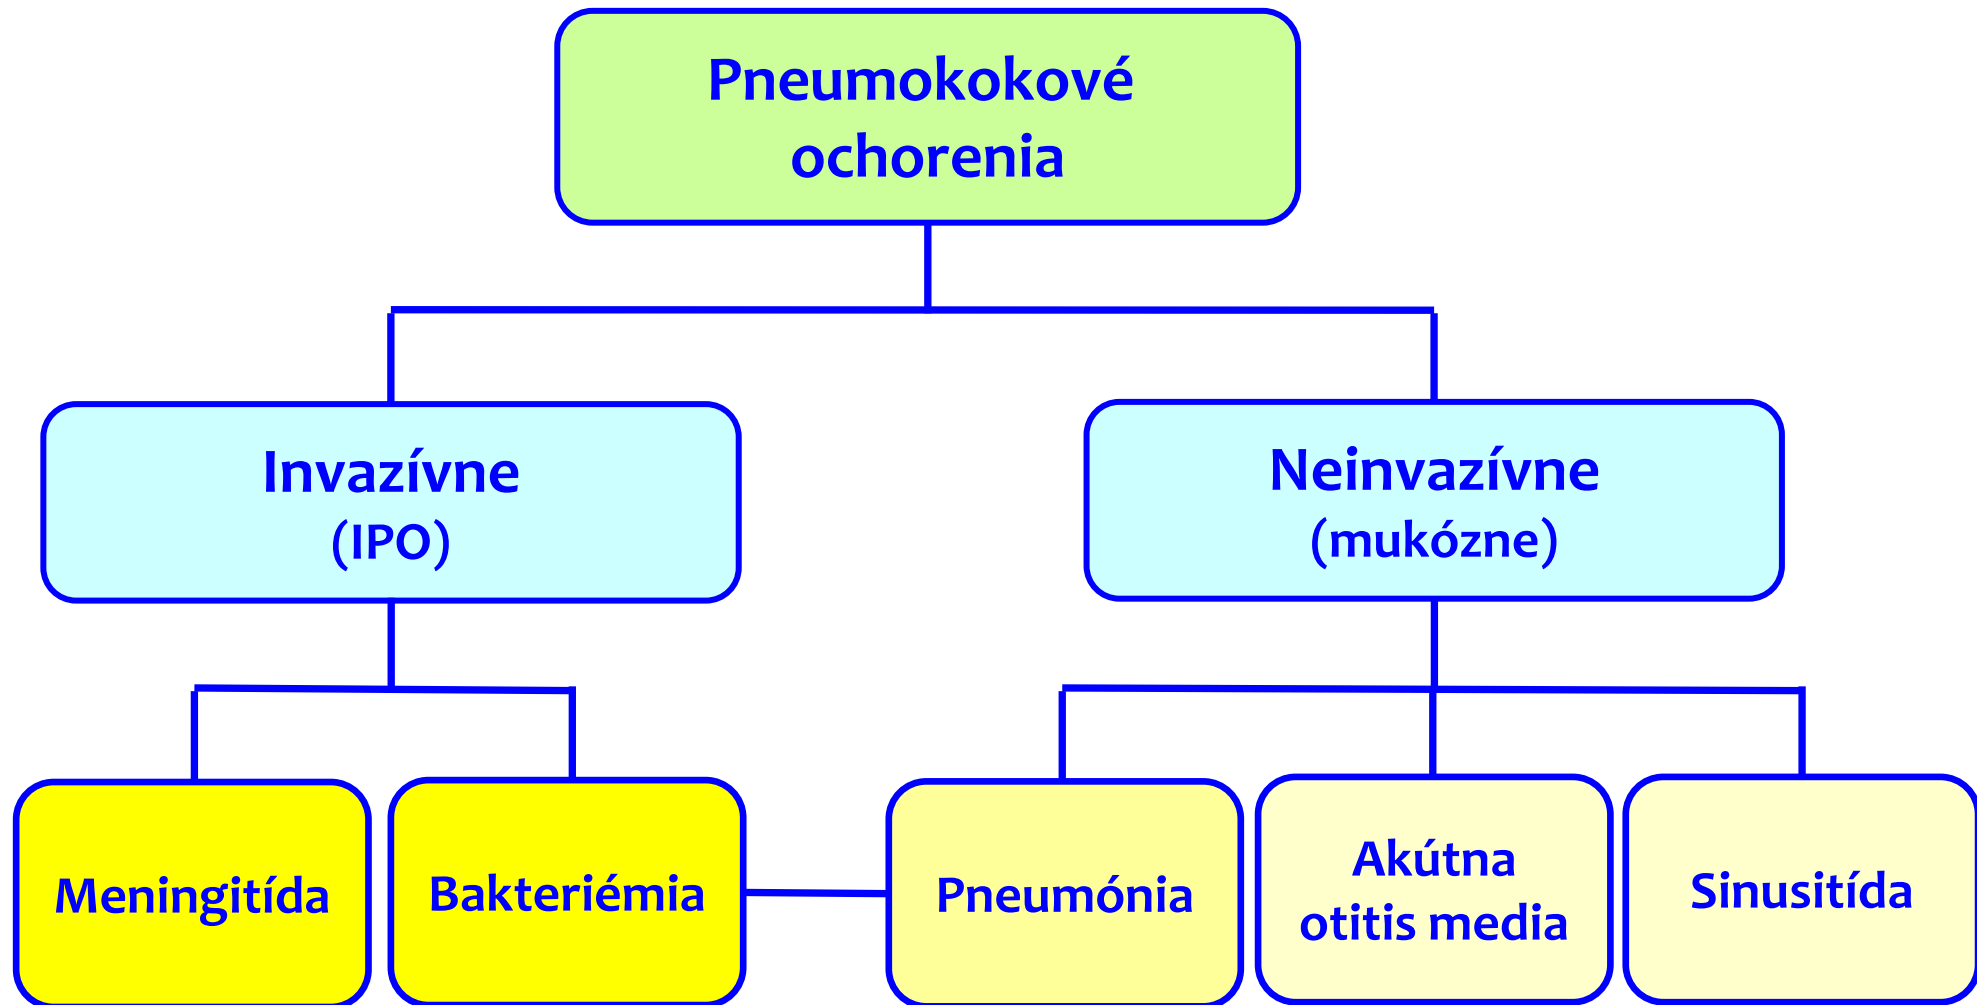 Pneumokokové
ochorenia
Invazívne
(IPO)
Neinvazívne
(mukózne)
Meningitída
Bakteriémia
Pneumónia
Akútna
otitis media
Sinusitída